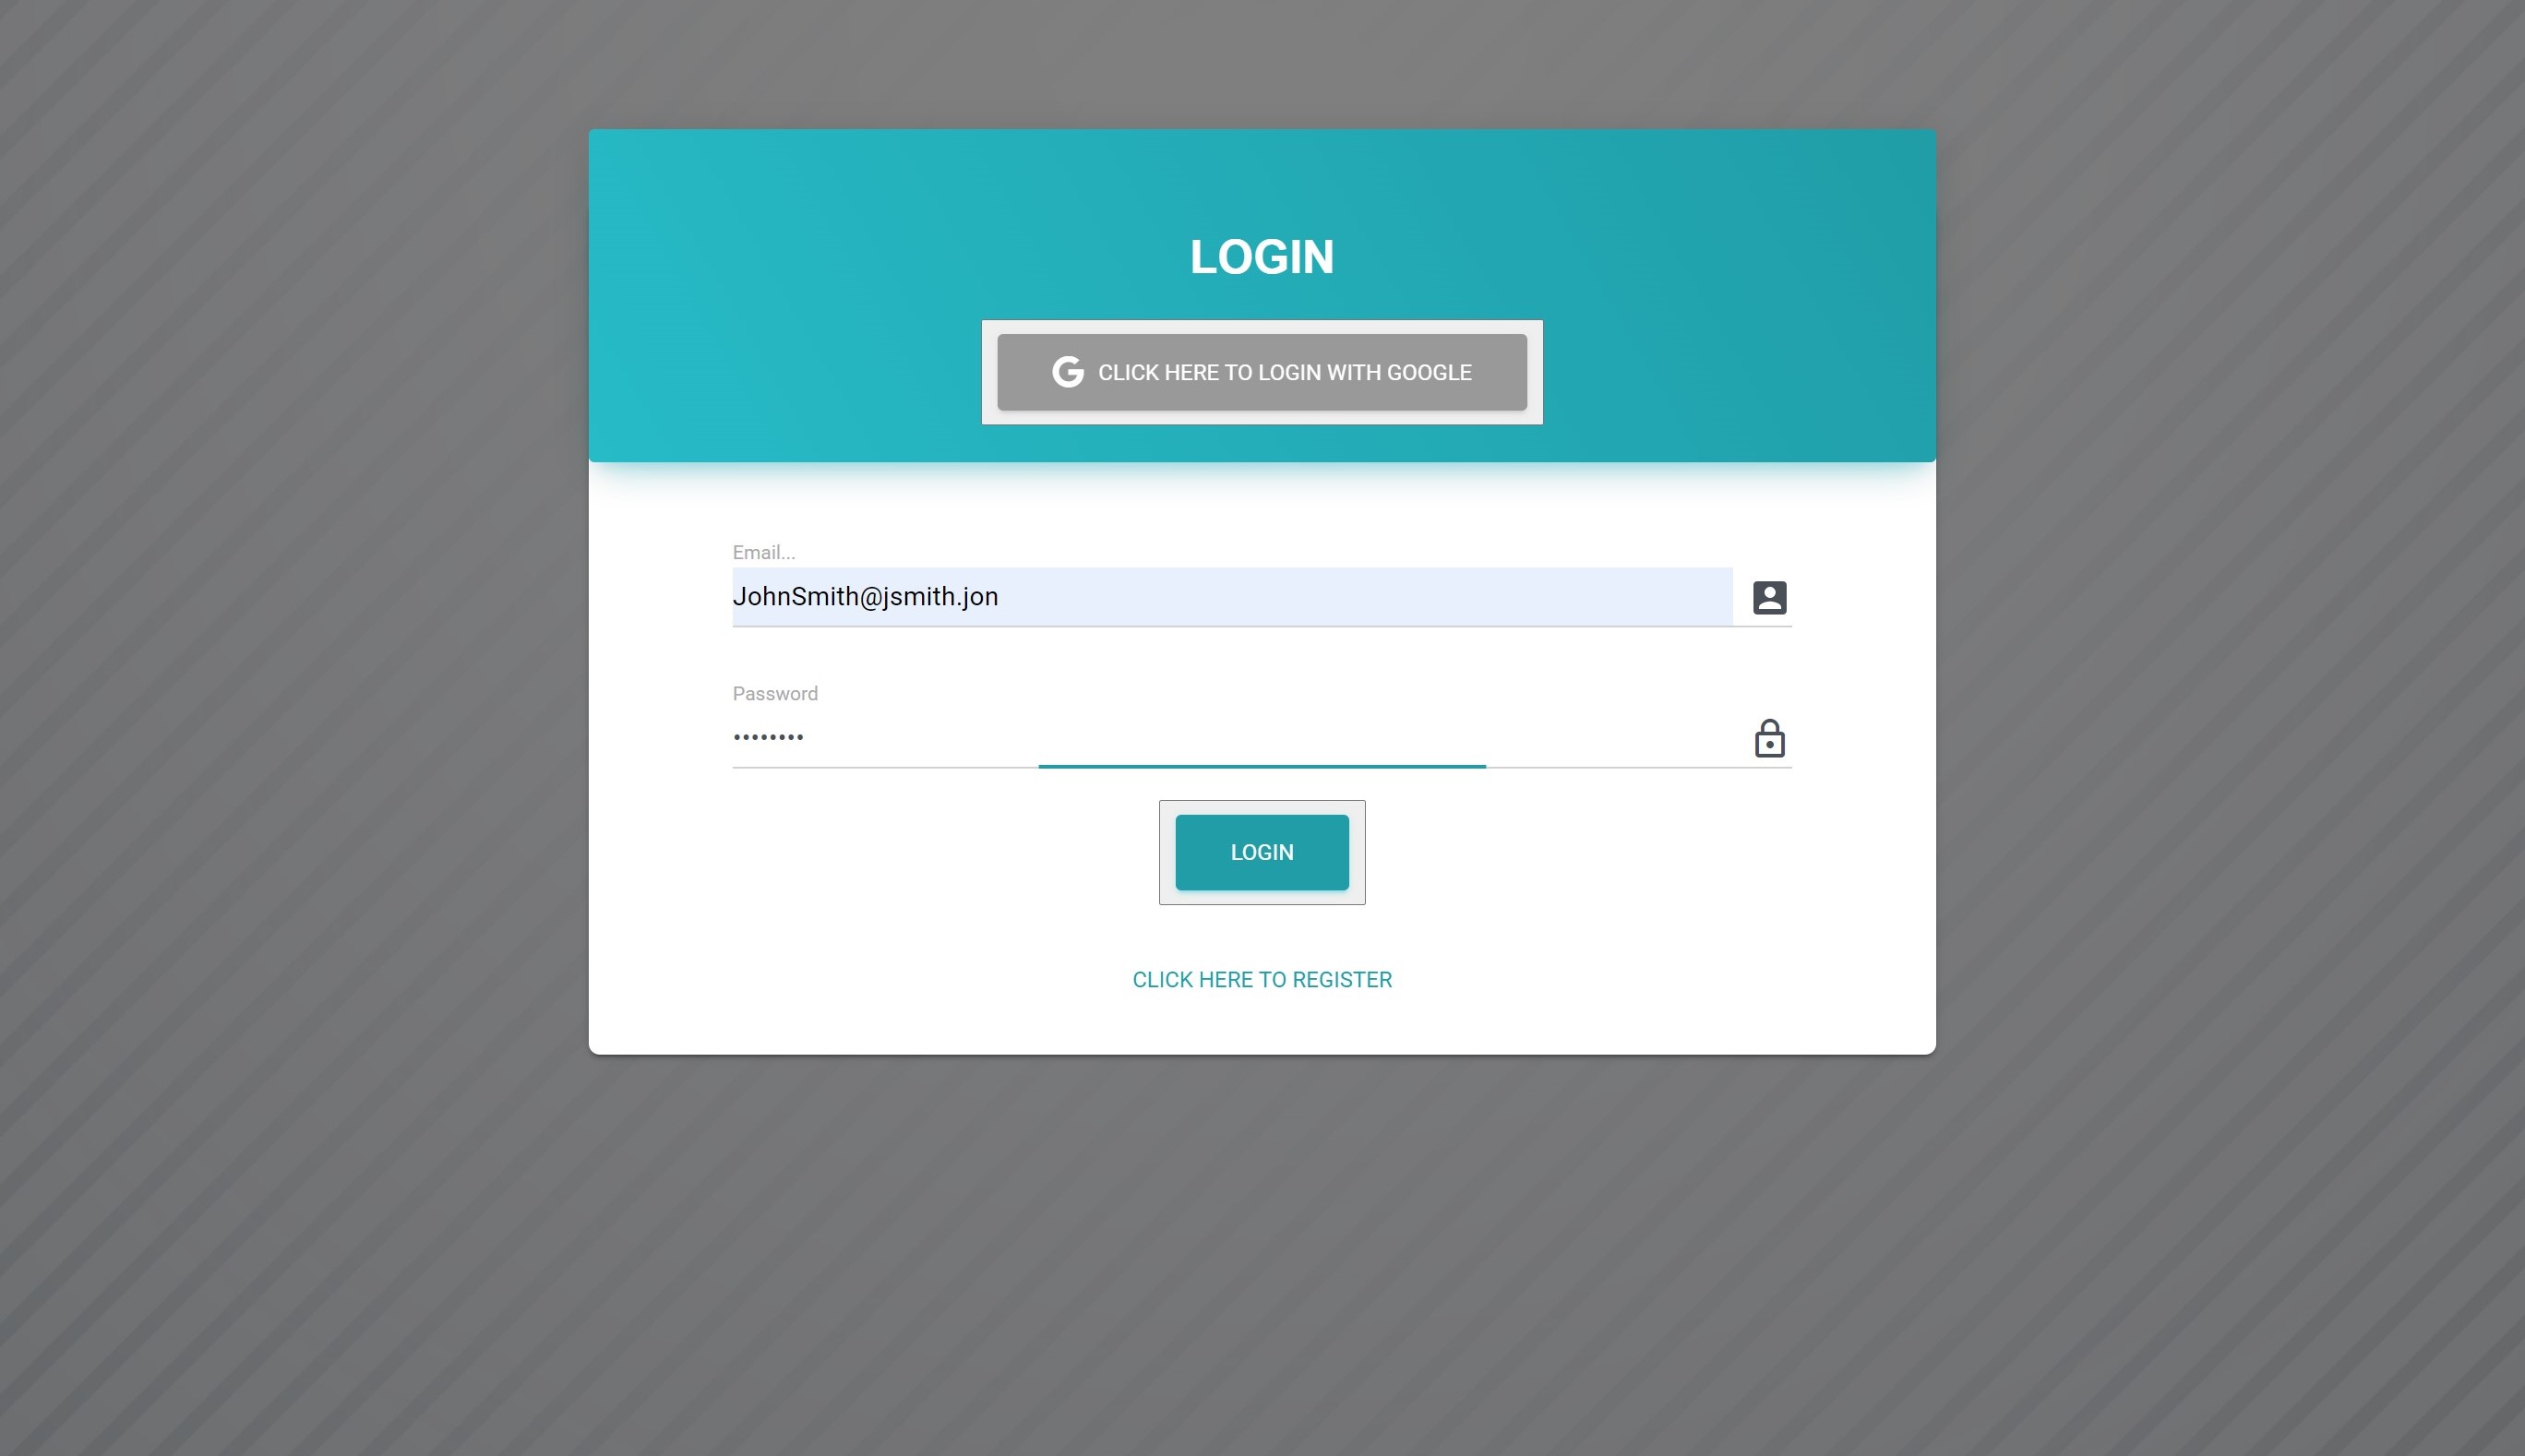 LOGIN
CLICK HERE TO LOGIN WITH GOOGLE
Email...
JohnSmith@jsmith.jon
Password
••••••••
LOGIN
CLICK HERE TO REGISTER